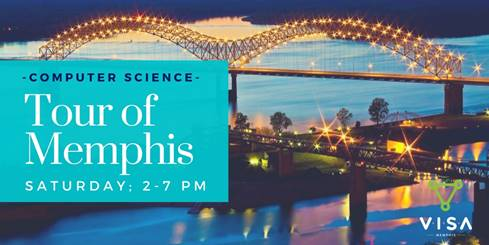 -COMPUTER SCIENCE-
Tour of
Memphis
SATURDAY; 2-7 PM
VISA
MEMPHIS